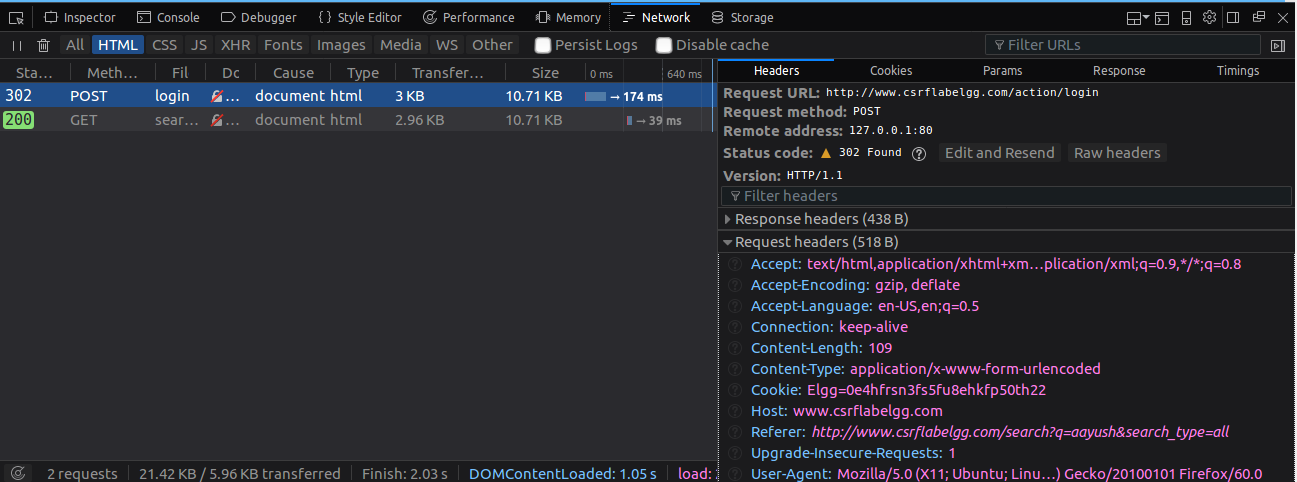 Inspector Console Debugger Style Editor Performance Memory Network Storage
All HTML CSS JS XHR Fonts Images Media WS Other Persist Logs Disable cache Filter URLs
Sta… Meth… Fil Dc Cause Type Transfer… Size 0 ms 640 ms
302 POST login … document html 3 KB 10.71 KB → 174 ms
200 GET sear… … document html 2.96 KB 10.71 KB → 39 ms
2 requests 21.42 KB / 5.96 KB transferred Finish: 2.03 s DOMContentLoaded: 1.05 s load:
Headers Cookies Params Response Timings
Request URL: http://www.csrflabelgg.com/action/login
Request method: POST
Remote address: 127.0.0.1:80
Status code: 302 Found ? Edit and Resend Raw headers
Version: HTTP/1.1
Filter headers
Response headers (438 B)
Request headers (518 B)
? Accept: text/html,application/xhtml+xm…plication/xml;q=0.9,*/*;q=0.8
? Accept-Encoding: gzip, deflate
? Accept-Language: en-US,en;q=0.5
? Connection: keep-alive
? Content-Length: 109
? Content-Type: application/x-www-form-urlencoded
? Cookie: Elgg=0e4hfrsn3fs5fu8ehkfp50th22
? Host: www.csrflabelgg.com
? Referer: http://www.csrflabelgg.com/search?q=aayush&search_type=all
? Upgrade-Insecure-Requests: 1
? User-Agent: Mozilla/5.0 (X11; Ubuntu; Linu…) Gecko/20100101 Firefox/60.0